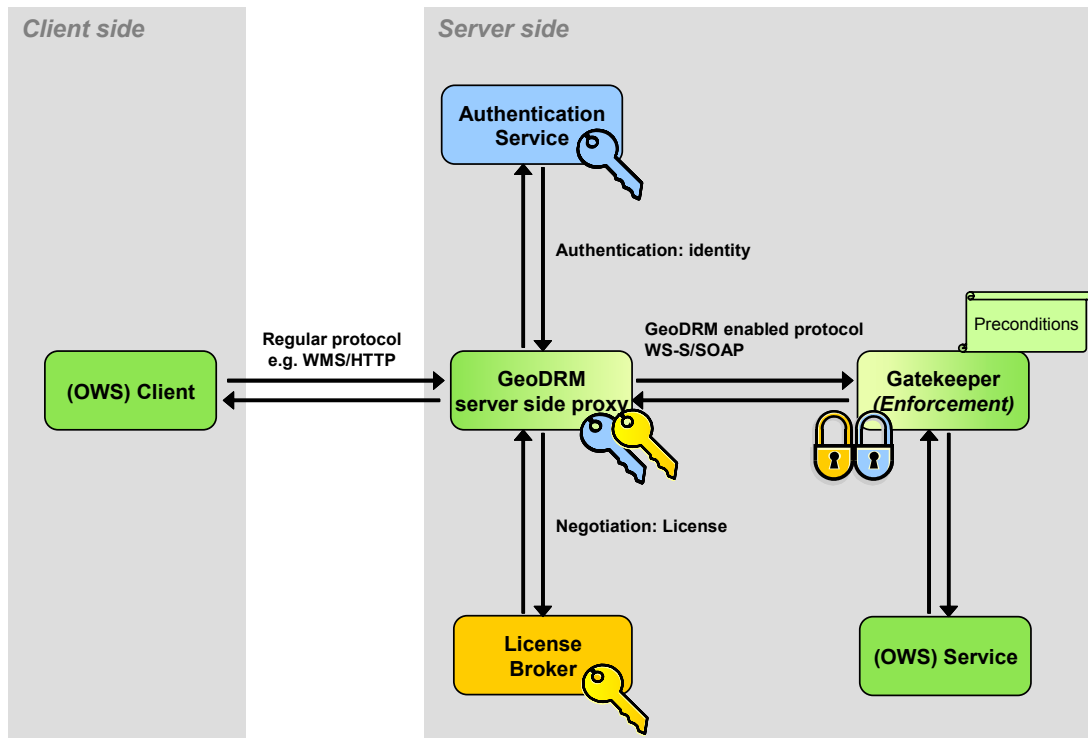 Client side
Server side
Authentication
Service
Authentication: identity
Regular protocol
e.g. WMS/HTTP
GeoDRM enabled protocol
WS-S/SOAP
Preconditions
(OWS) Client
GeoDRM
server side proxy
Gatekeeper
(Enforcement)
Negotiation: License
License
Broker
(OWS) Service